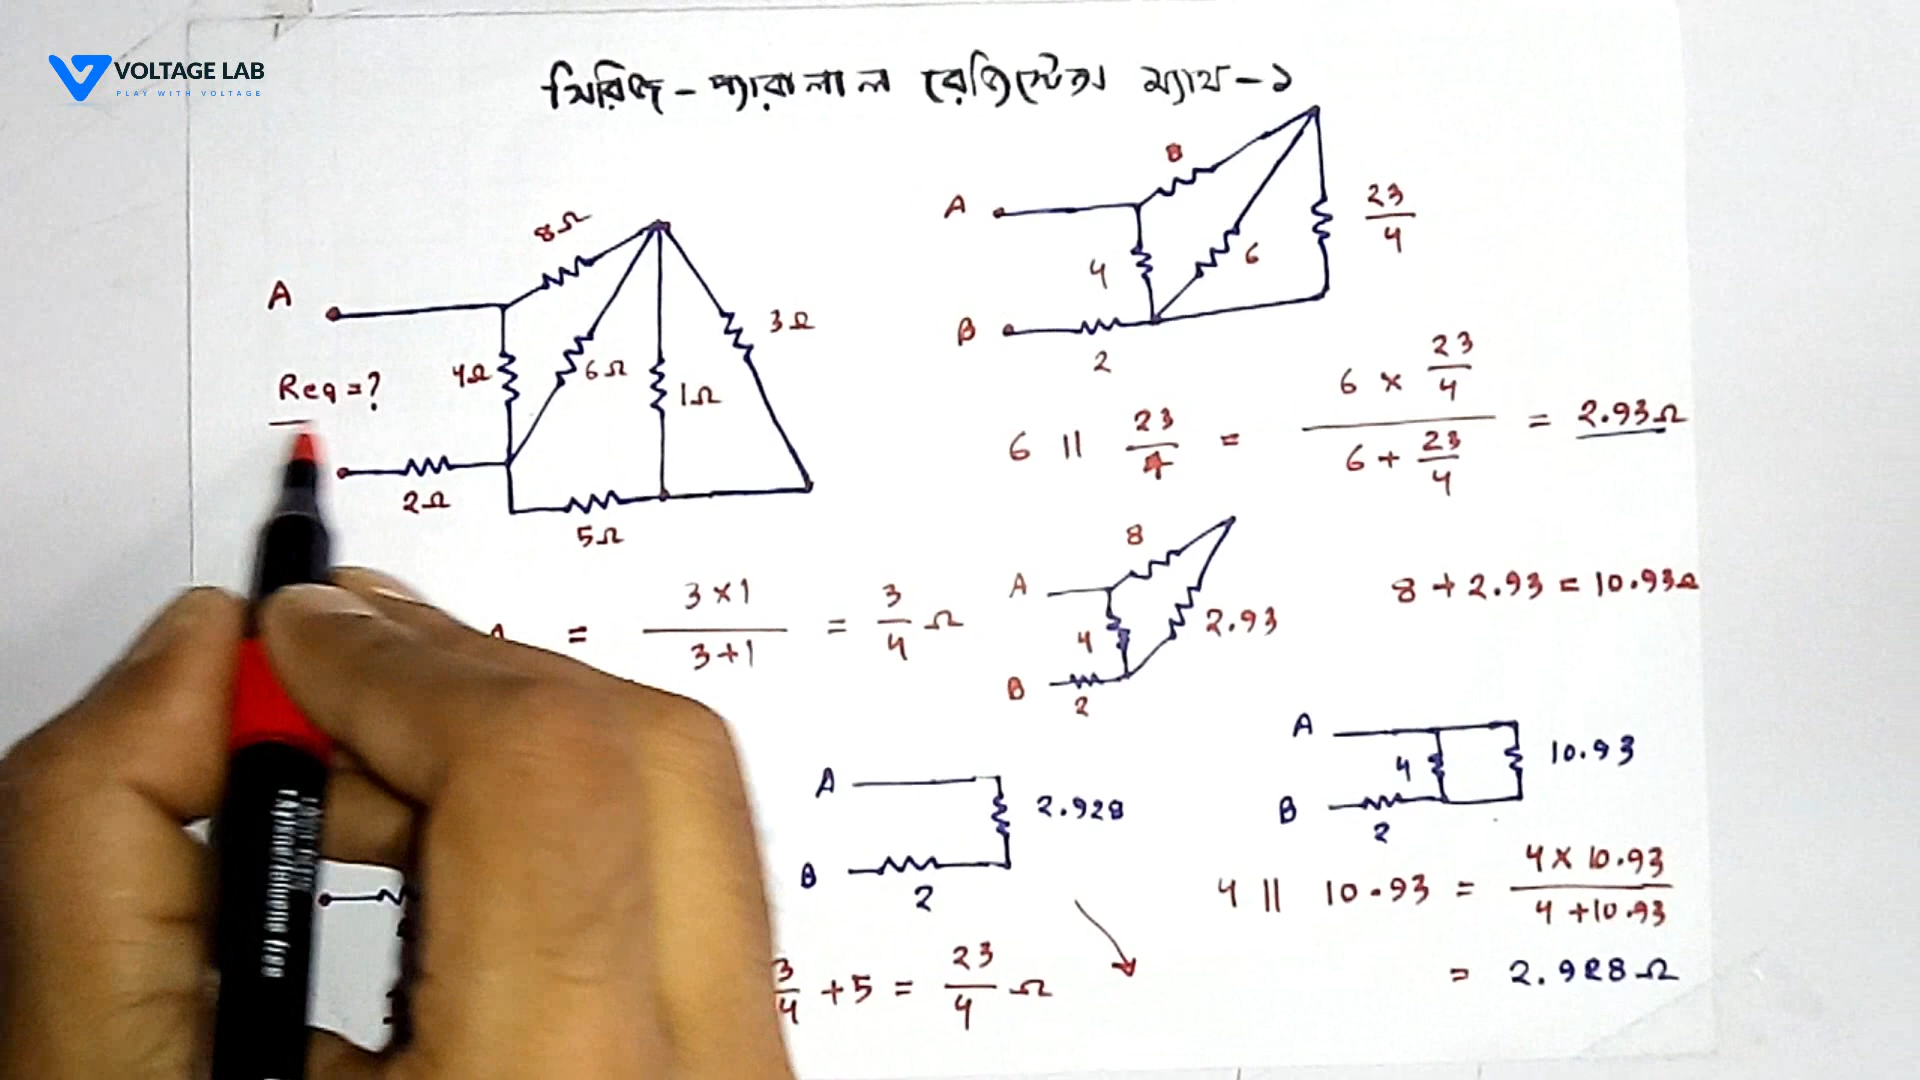 VOLTAGE LAB
PLAY WITH VOLTAGE
সিরিজ - প্যারালাল রেজিস্টেন্স ম্যাথ - ১
A
8Ω
4Ω
6Ω
1Ω
3Ω
Req = ?
2Ω
5Ω
A
8
23/4
4
6
B
2
6 || 23/4 = (6 × 23/4)/(6 + 23/4) = 2.93Ω
= (3×1)/(3+1) = 3/4 Ω
A
8
4
2.93
B
2
8 + 2.93 = 10.93Ω
A
4
10.93
B
2
A
2.928
B
2
4 || 10.93 = (4 × 10.93)/(4 + 10.93)
= 2.928Ω
3/4 + 5 = 23/4 Ω